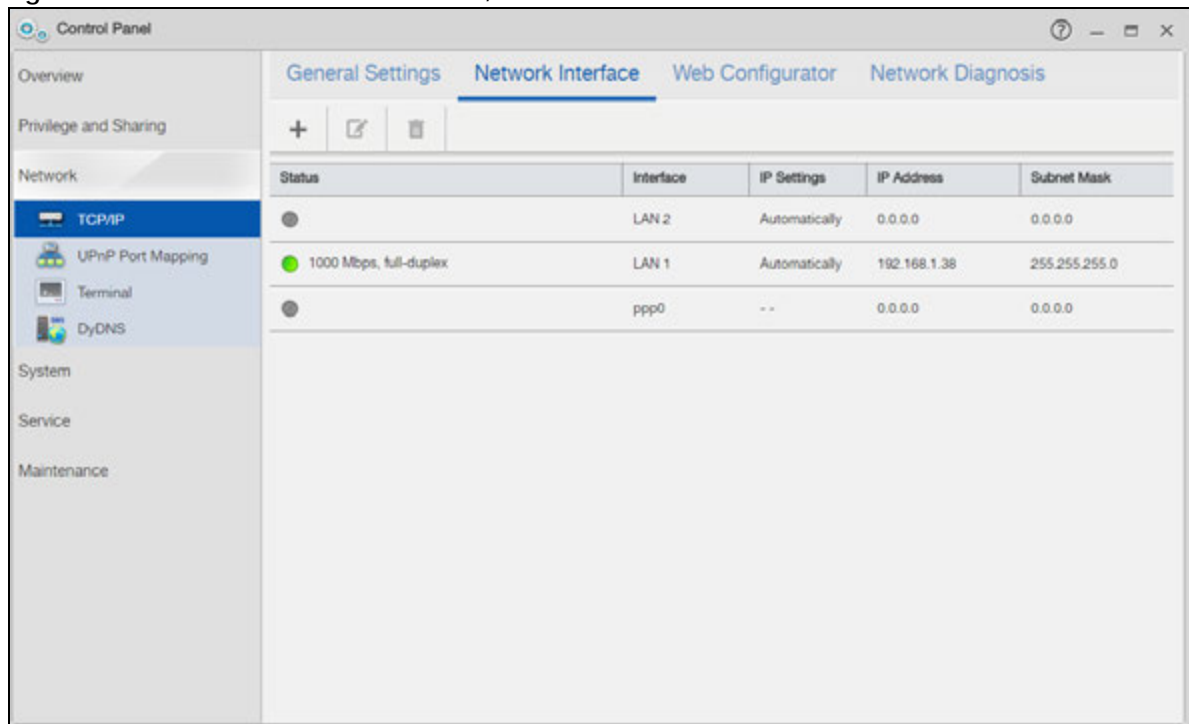 Control Panel
Overview
Privilege and Sharing
Network
TCP/IP
UPnP Port Mapping
Terminal
DyDNS
System
Service
Maintenance
General Settings Network Interface Web Configurator Network Diagnosis
Status Interface IP Settings IP Address Subnet Mask
LAN 2 Automatically 0.0.0.0 0.0.0.0
1000 Mbps, full-duplex LAN 1 Automatically 192.168.1.38 255.255.255.0
ppp0 - - 0.0.0.0 0.0.0.0